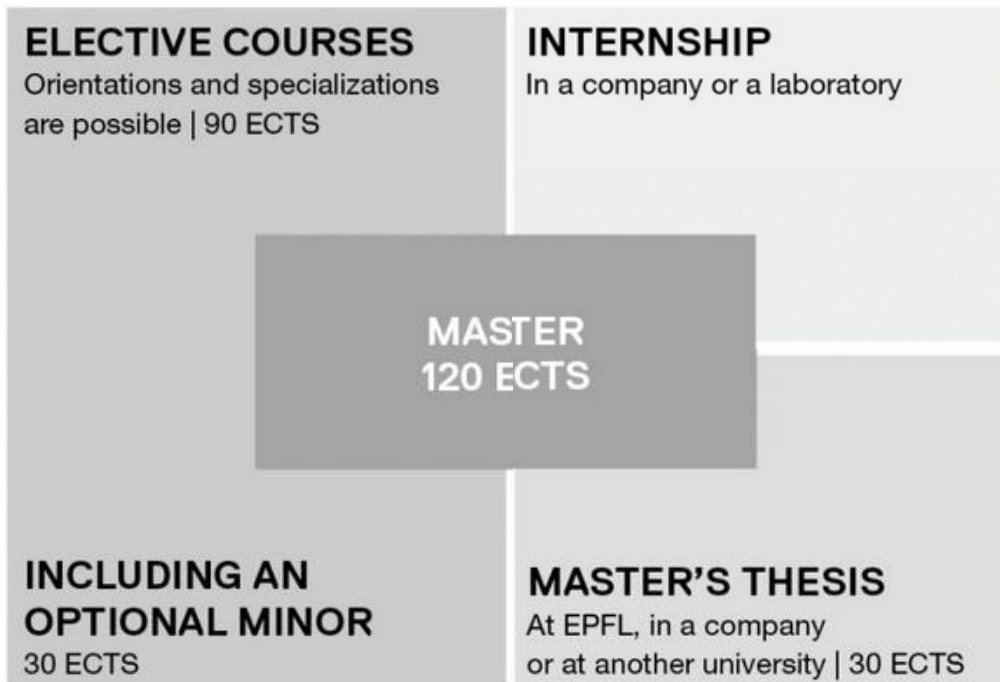 ELECTIVE COURSES
Orientations and specializations
are possible | 90 ECTS
INTERNSHIP
In a company or a laboratory
MASTER
120 ECTS
INCLUDING AN
OPTIONAL MINOR
30 ECTS
MASTER'S THESIS
At EPFL, in a company
or at another university | 30 ECTS